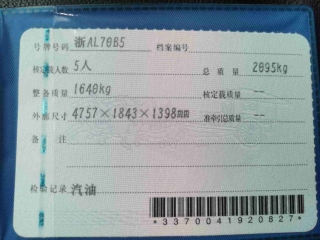 号牌号码 浙AL70B5 档案编号
核定载人数 5人 总质量 2095kg
整备质量 1640kg 核定载质量 --
外廓尺寸 4757×1843×1398mm 准牵引总质量 --
备注
检验记录 汽油
*3370041920827*